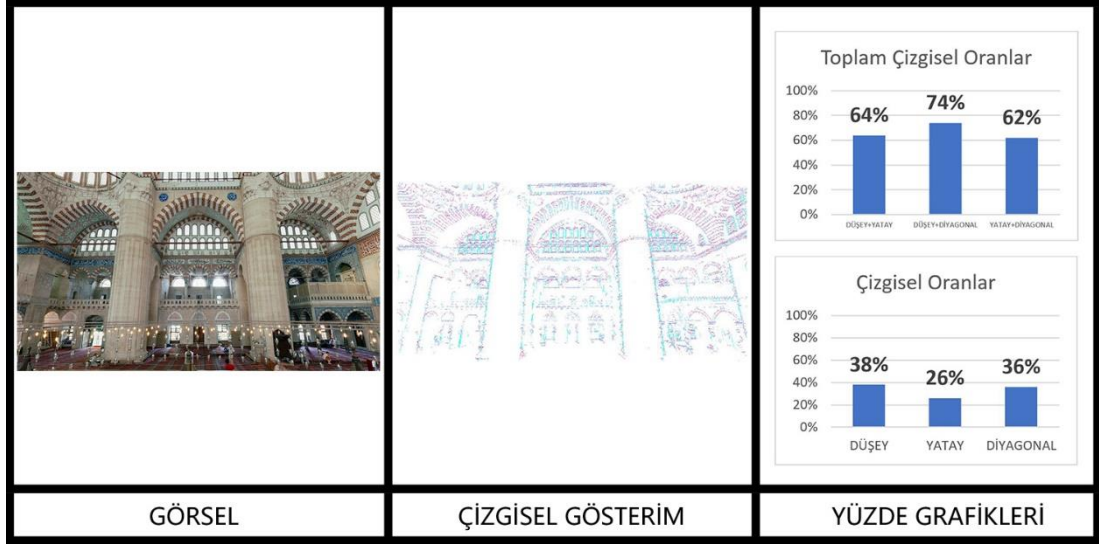 Toplam Çizgisel Oranlar
100%
80%
60%
40%
20%
0%
64%
74%
62%
DÜŞEY+YATAY
DÜŞEY+DİYAGONAL
YATAY+DİYAGONAL
Çizgisel Oranlar
100%
80%
60%
40%
20%
0%
38%
26%
36%
DÜŞEY
YATAY
DİYAGONAL
GÖRSEL
ÇİZGİSEL GÖSTERİM
YÜZDE GRAFİKLERİ